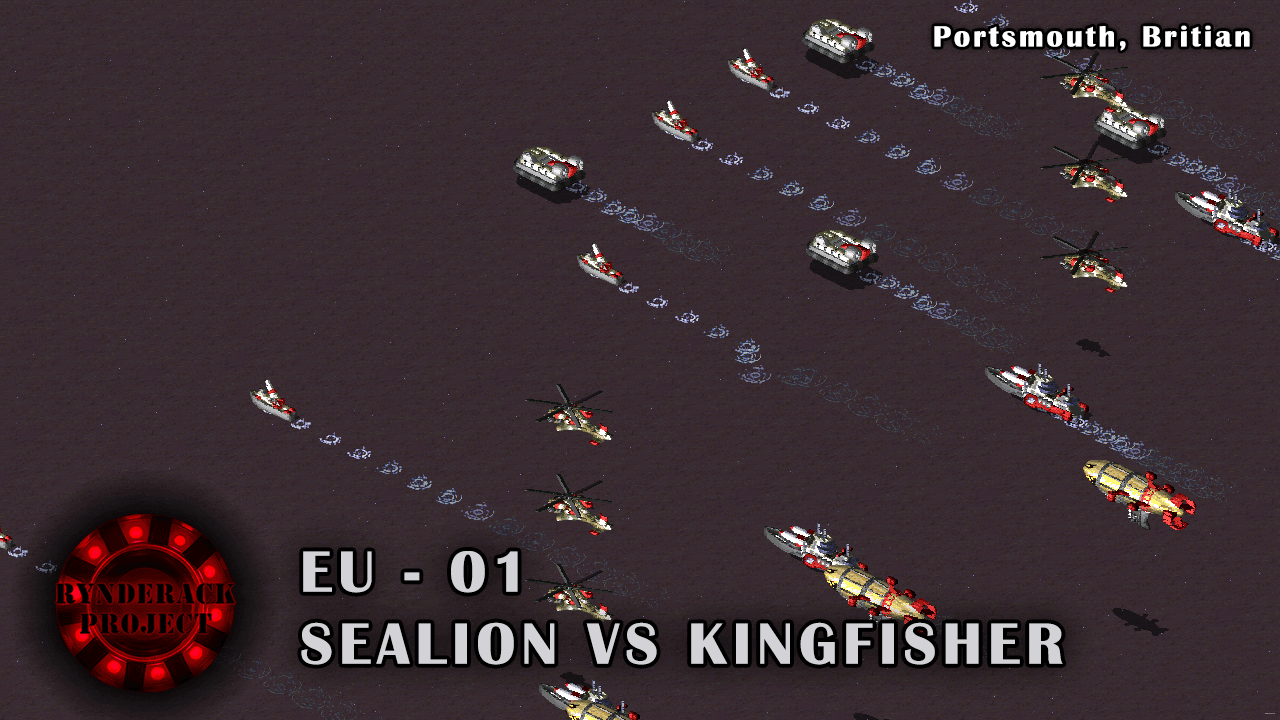 Portsmouth, Britian
EU - 01
SEALION VS KINGFISHER
RYNDERACK
PROJECT